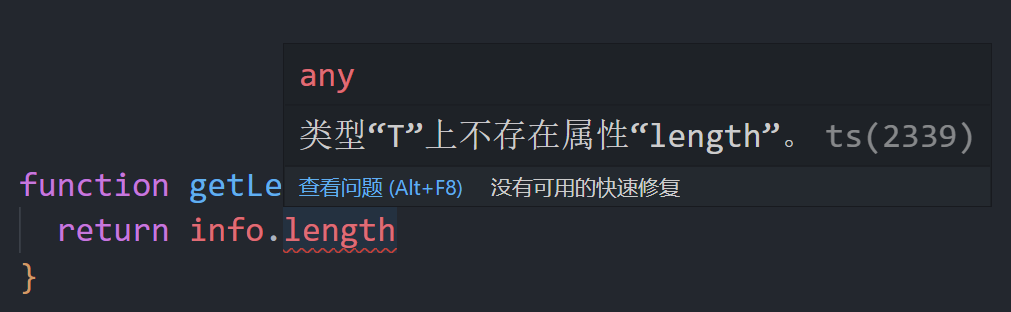 any
类型“T”上不存在属性“length”。 ts(2339)
查看问题 (Alt+F8) 没有可用的快速修复
function getLe
return info.length
}